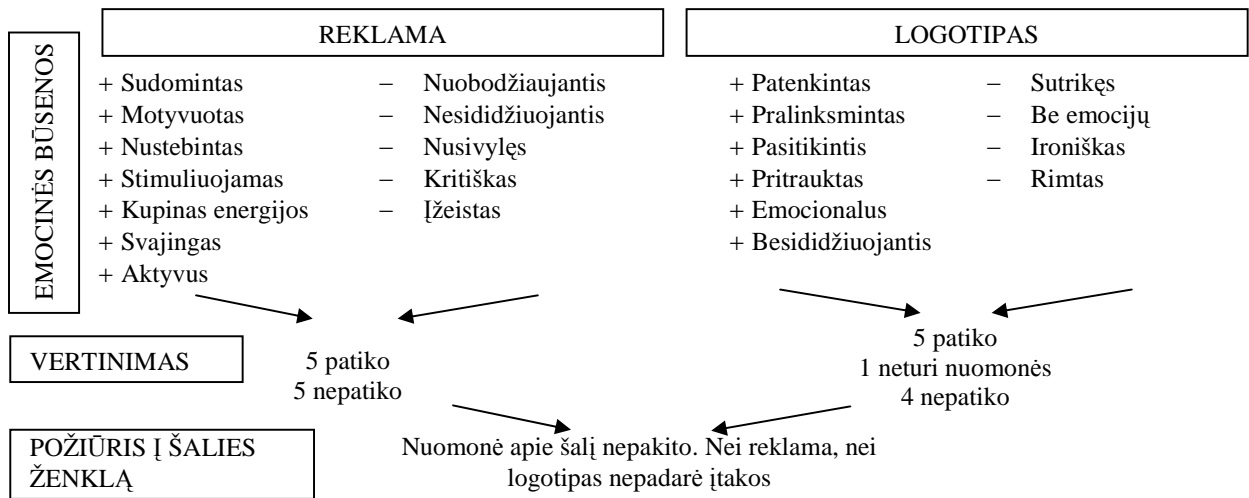 REKLAMA
LOGOTIPAS
EMOCINĖS BŪSENOS
+ Sudomintas
+ Motyvuotas
+ Nustebintas
+ Stimuliuojamas
+ Kupinas energijos
+ Svajingas
+ Aktyvus
− Nuobodžiaujantis
− Nesididžiuojantis
− Nusivylęs
− Kritiškas
− Įžeistas
+ Patenkintas
+ Pralinksmintas
+ Pasitikintis
+ Pritrauktas
+ Emocionalus
+ Besididžiuojantis
− Sutrikęs
− Be emocijų
− Ironiškas
− Rimtas
VERTINIMAS
5 patiko
5 nepatiko
5 patiko
1 neturi nuomonės
4 nepatiko
POŽIŪRIS Į ŠALIES
ŽENKLĄ
Nuomonė apie šalį nepakito. Nei reklama, nei
logotipas nepadarė įtakos